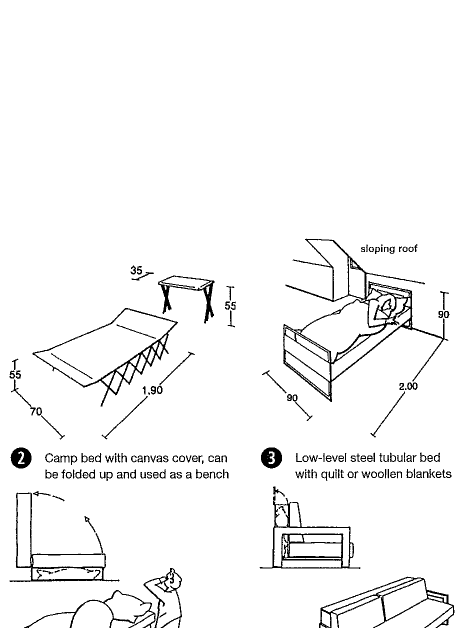 sloping roof
35
55
90
55
1.90
70
2.00
90
2 Camp bed with canvas cover, can
be folded up and used as a bench
3 Low-level steel tubular bed
with quilt or woollen blankets